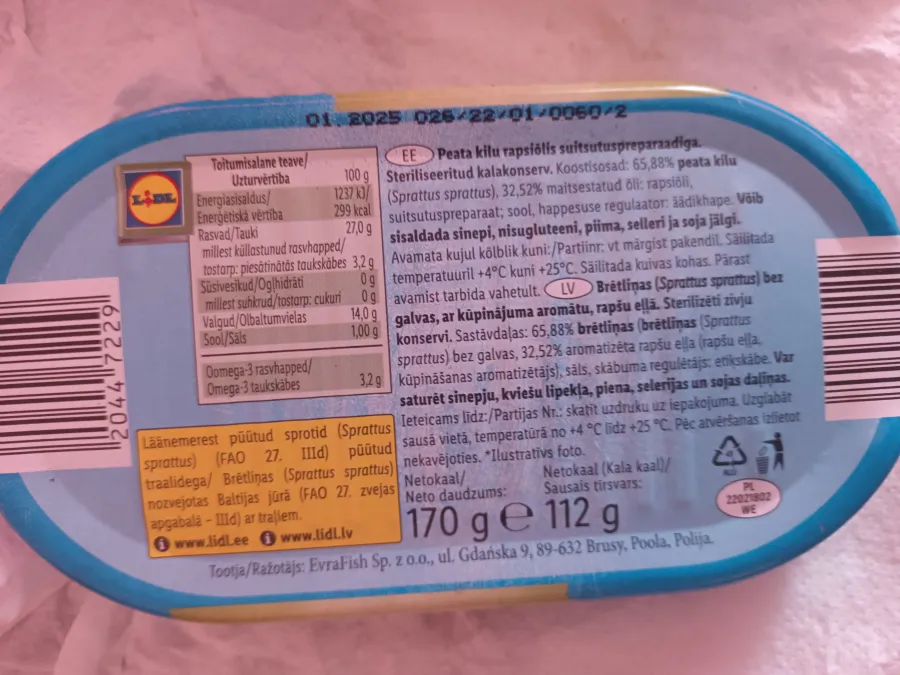 01.2025 026/22/01/0060/2
LIDL
Toitumisalane teave/
Uzturvērtība 100 g
Energiasisaldus/ 1237 kJ/
Enerģētiskā vērtība 299 kcal
Rasvad/Tauki 27,0 g
millest küllastunud rasvhapped/
tostarp: piesātinātās taukskābes 3,2 g
Süsivesikud/Ogļhidrāti 0 g
millest suhkrud/tostarp: cukuri 0 g
Valgud/Olbaltumvielas 14,0 g
Sool/Sāls 1,00 g
Oomega-3 rasvhapped/
Omega-3 taukskābes 3,2 g
EE Peata kilu rapsiõlis suitsutuspreparaadiga.
Steriliseeritud kalakonserv. Koostisosad: 65,88% peata kilu
(Sprattus sprattus), 32,52% maitsestatud õli: rapsiõli,
suitsutuspreparaat; sool, happesuse regulaator: äädikhape. Võib
sisaldada sinepi, nisugluteeni, piima, selleri ja soja jälgi.
Avamata kujul kõlblik kuni:/Partiinr: vt märgist pakendil. Säilitada
temperatuuril +4°C kuni +25°C. Säilitada kuivas kohas. Pärast
avamist tarbida vahetult. LV Brētliņas (Sprattus sprattus) bez
galvas, ar kūpinājuma aromātu, rapšu eļļā. Sterilizēti zivju
konservi. Sastāvdaļas: 65,88% brētliņas (brētliņas (Sprattus
sprattus) bez galvas, 32,52% aromatizēta rapšu eļļa (rapšu eļļa,
kūpināšanas aromatizētājs), sāls, skābuma regulētājs: etiķskābe. Var
saturēt sinepju, kviešu lipekļa, piena, selerijas un sojas daļiņas.
Ieteicams līdz:/Partijas Nr.: skatīt uzdruku uz iepakojuma. Uzglabāt
sausā vietā, temperatūrā no +4 °C līdz +25 °C. Pēc atvēršanas izlietot
nekavējoties. *Ilustratīvs foto.
Netokaal/
Neto daudzums:
170 g e
Netokaal (Kala kaal)/
Sausais tīrsvars:
112 g
PL
22021802
WE
Läänemerest püütud sprotid (Sprattus
sprattus) (FAO 27. IIId) püütud
traalidega/ Brētliņas (Sprattus sprattus)
nozvejotas Baltijas jūrā (FAO 27. zvejas
apgabalā – IIId) ar traļiem.
www.lidl.ee www.lidl.lv
Tootja/Ražotājs: EvraFish Sp. z o.o., ul. Gdańska 9, 89-632 Brusy, Poola, Polija.
20447229